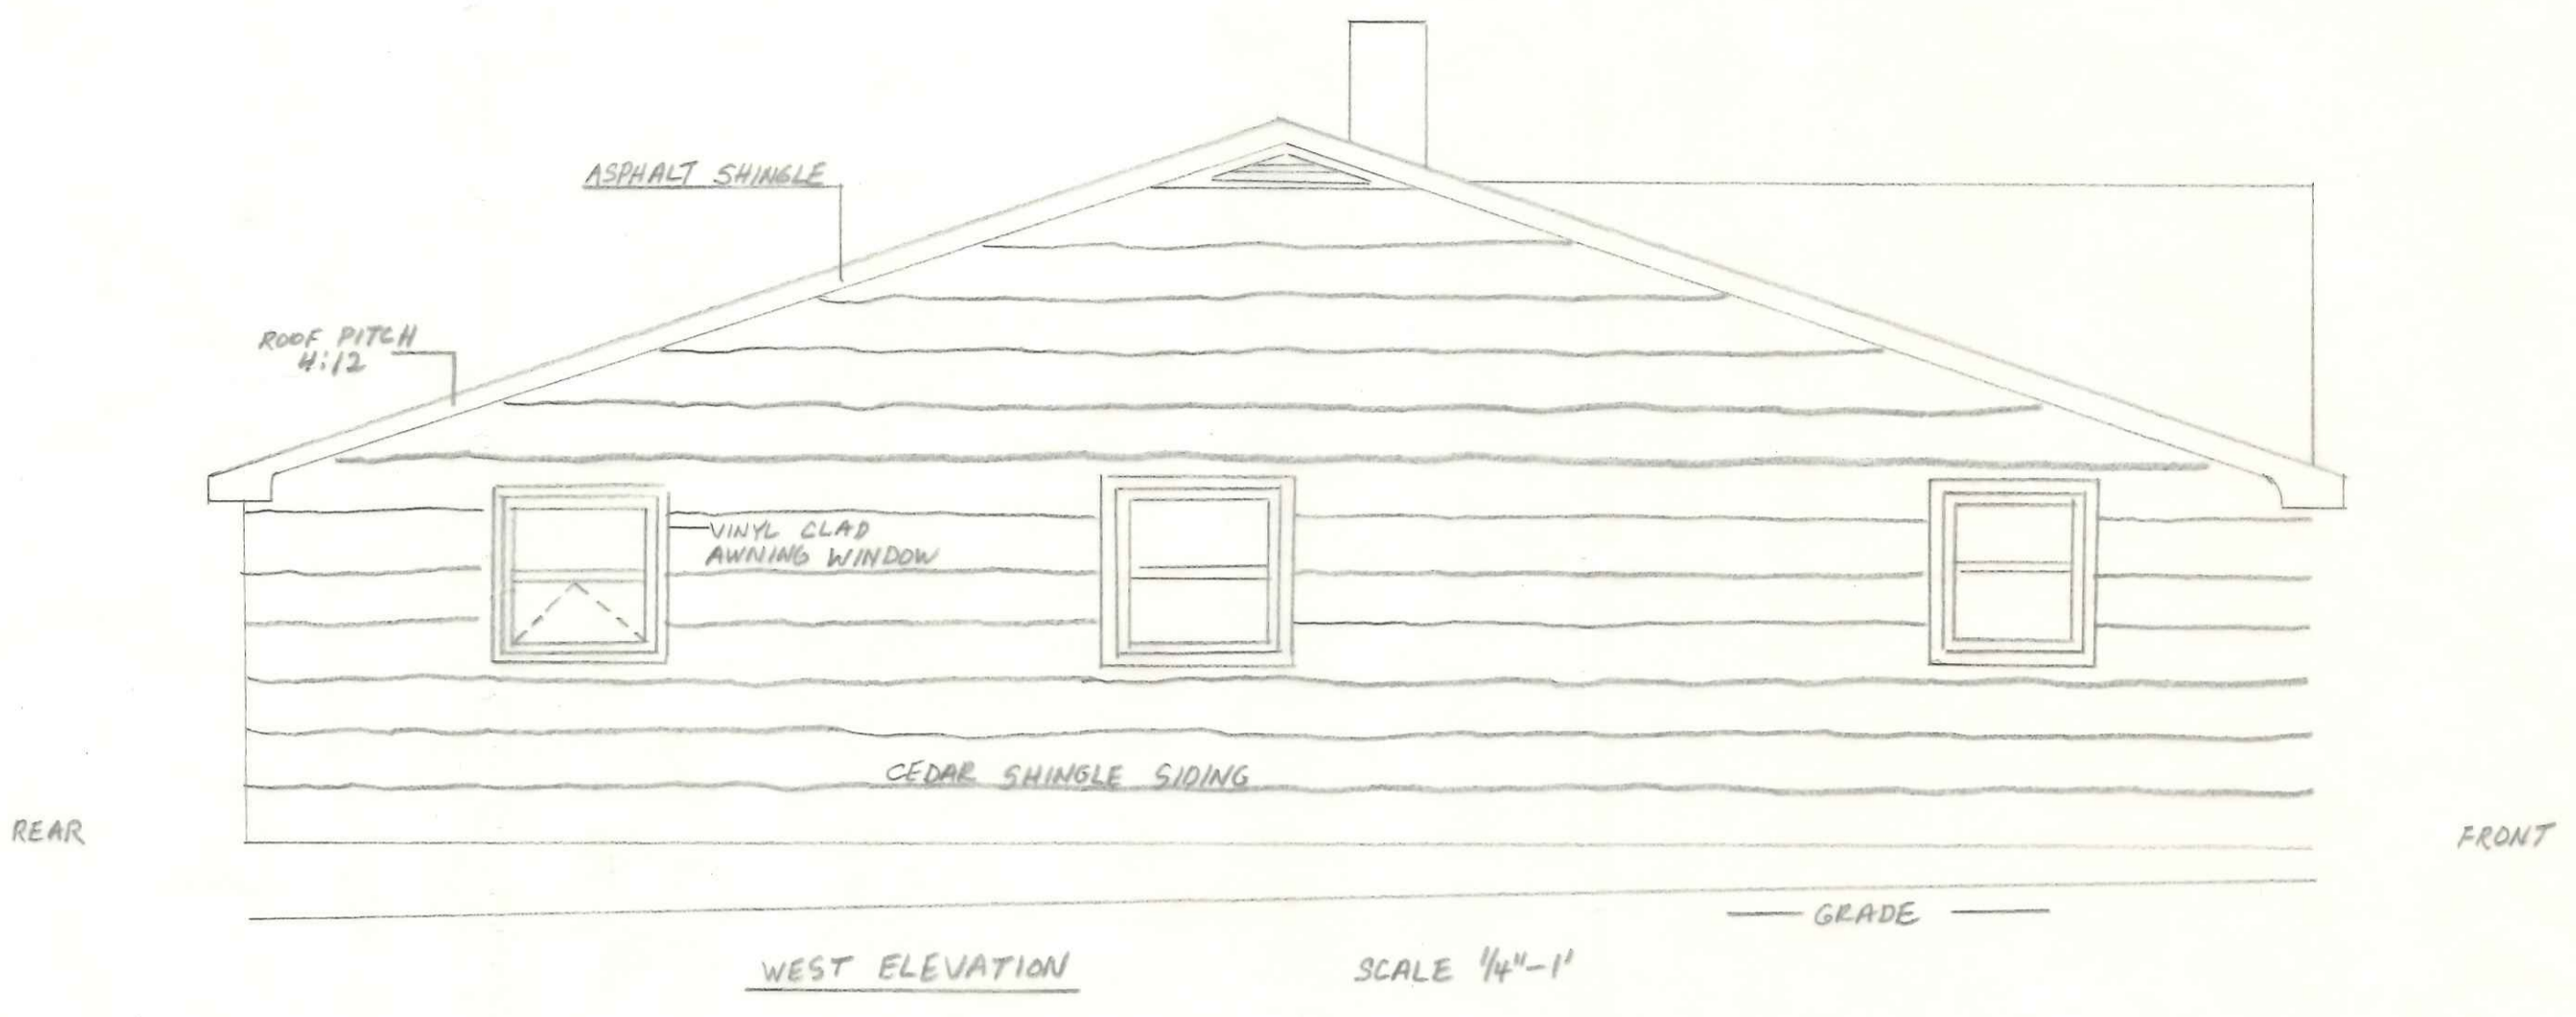 ASPHALT SHINGLE
ROOF PITCH
4:12
VINYL CLAD
AWNING WINDOW
CEDAR SHINGLE SIDING
REAR
FRONT
GRADE
WEST ELEVATION
SCALE 1/4"-1'